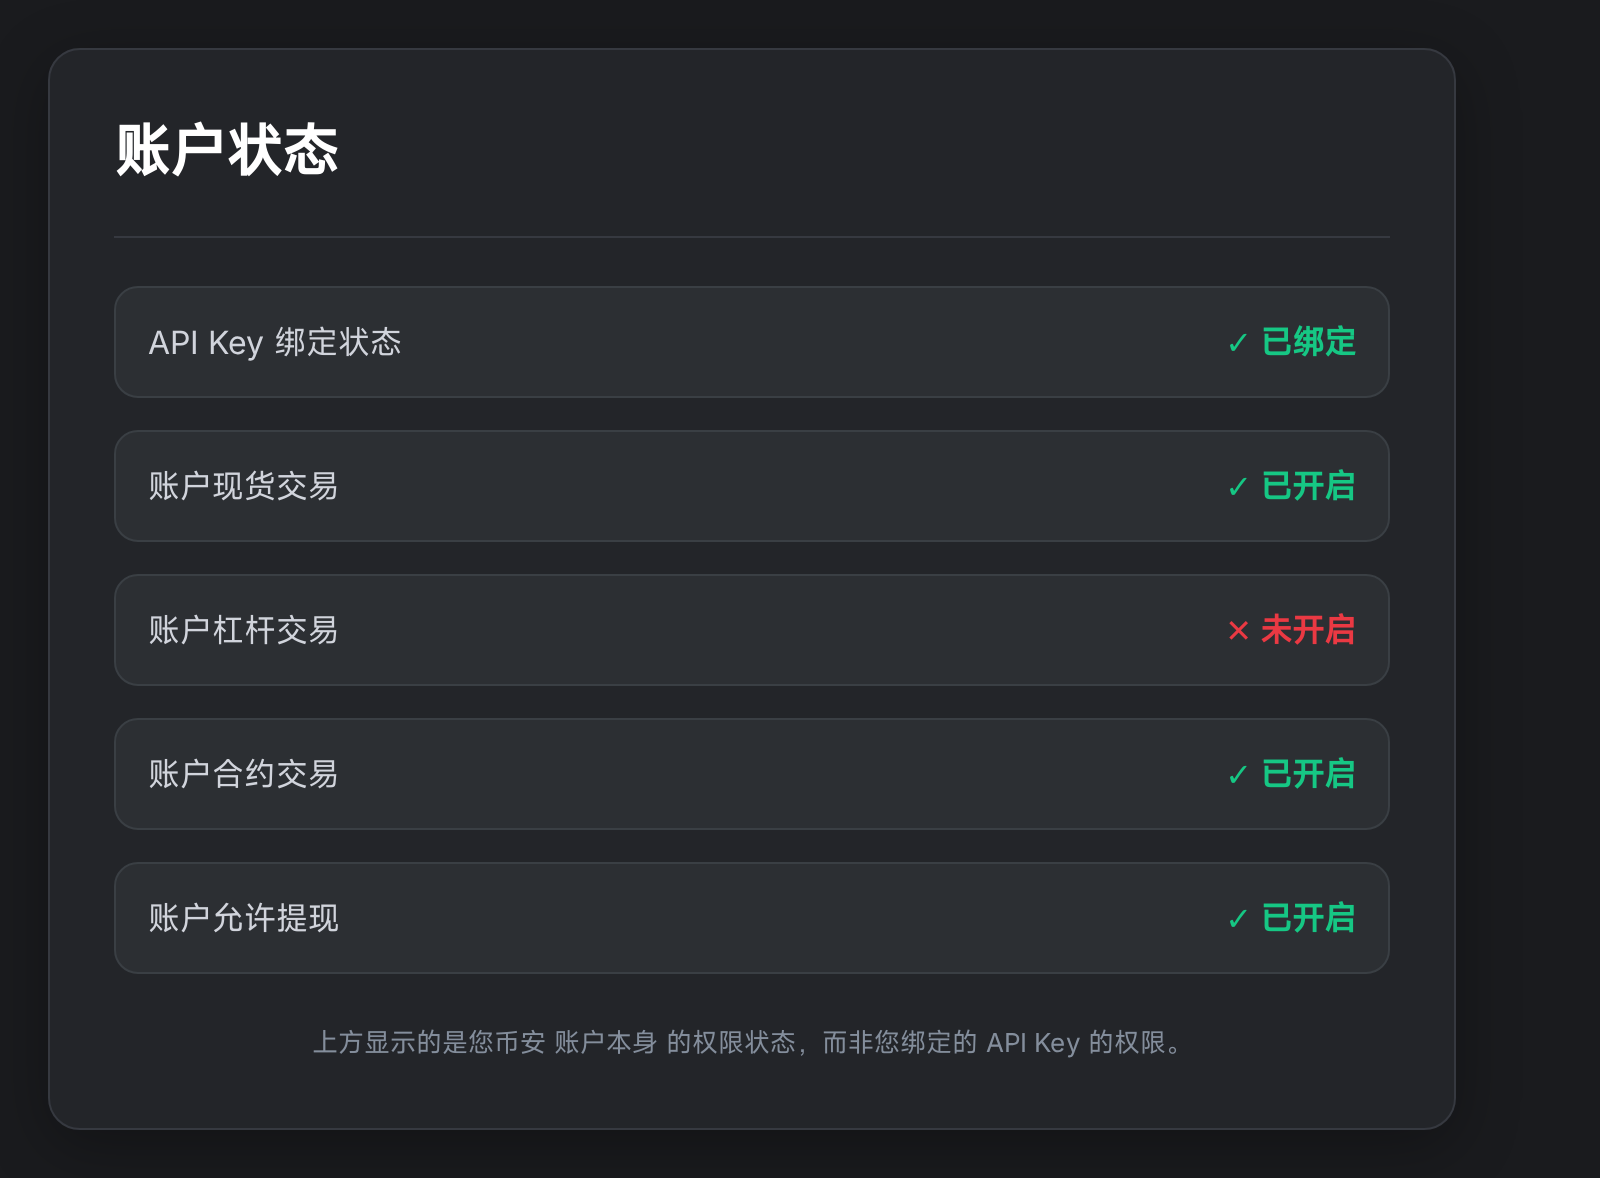 账户状态
API Key 绑定状态
✓ 已绑定
账户现货交易
✓ 已开启
账户杠杆交易
✕ 未开启
账户合约交易
✓ 已开启
账户允许提现
✓ 已开启
上方显示的是您币安 账户本身 的权限状态，而非您绑定的 API Key 的权限。